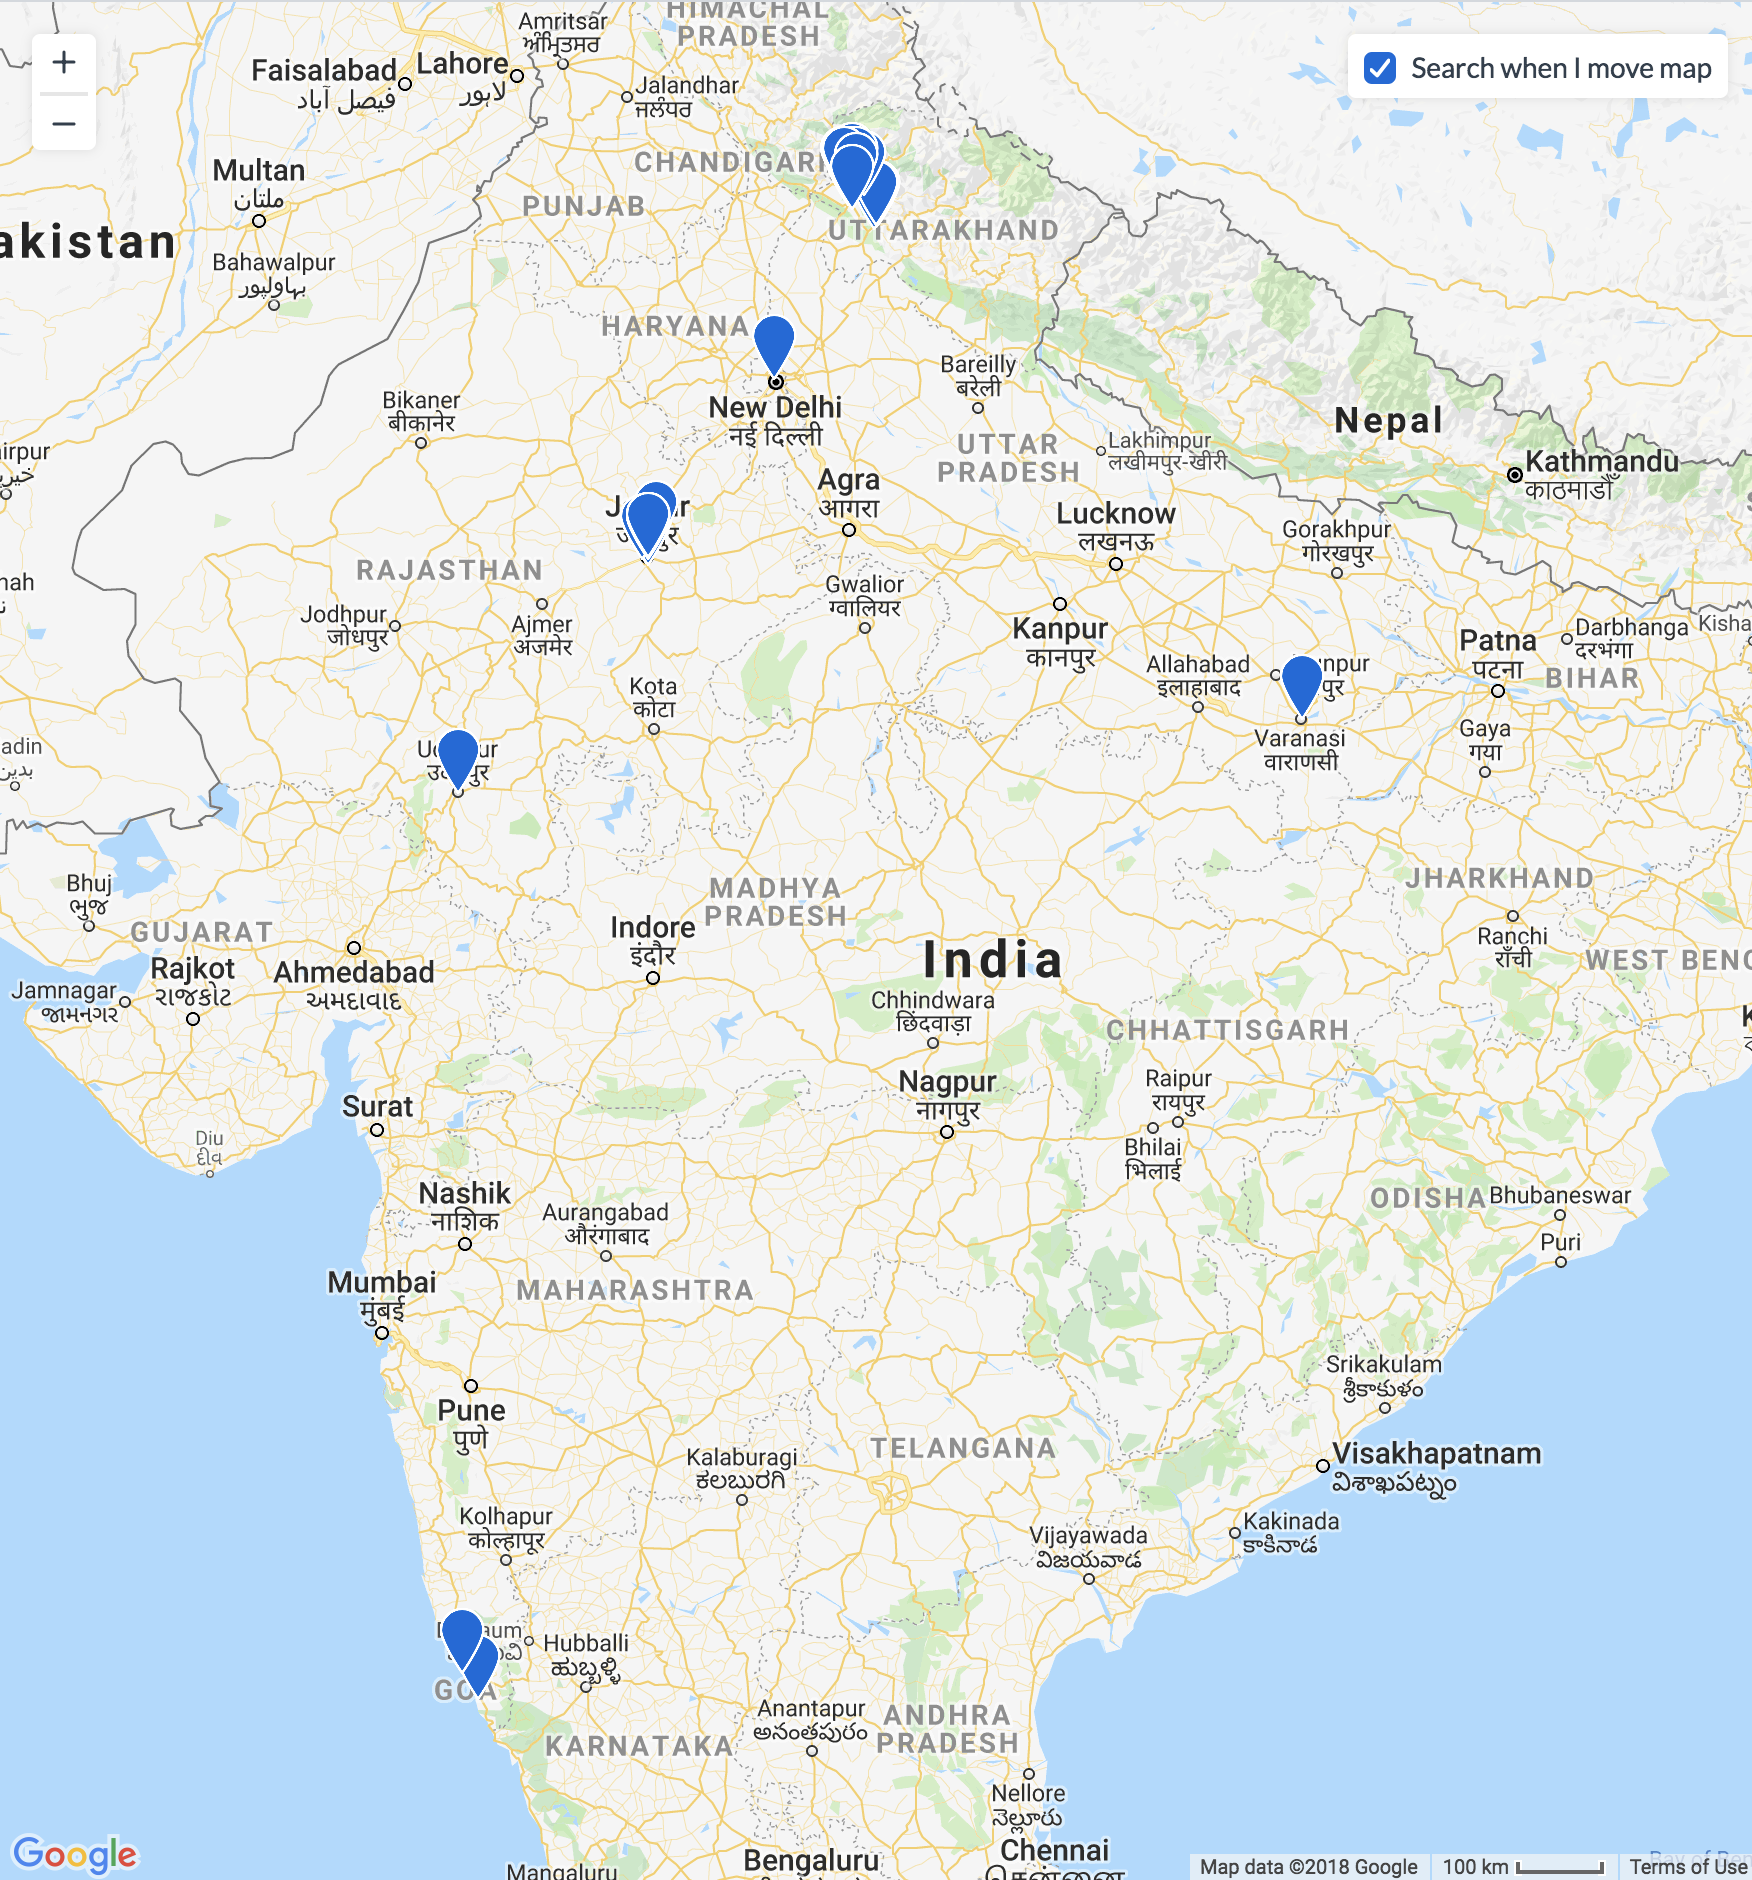 HIMACHAL
PRADESH
Amritsar
ਅੰਮ੍ਰਿਤਸਰ
+
−
Search when I move map
Faisalabad
فیصل آباد
Lahore
لاہور
Jalandhar
ਜਲੰਧਰ
Multan
ملتان
PUNJAB
UTTARAKHAND
akistan
Bahawalpur
بہاولپور
HARYANA
Bareilly
बरेली
Bikaner
बीकानेर
New Delhi
नई दिल्ली
UTTAR
PRADESH
Lakhimpur
लखीमपुर-खीरी
Nepal
Kathmandu
काठमाडौँ
Agra
आगरा
Lucknow
लखनऊ
Gorakhpur
गोरखपुर
RAJASTHAN
Gwalior
ग्वालियर
Jodhpur
जोधपुर
Ajmer
अजमेर
Kanpur
कानपुर
Patna
पटना
Darbhanga
दरभंगा
Kisha
BIHAR
Allahabad
इलाहाबाद
Kota
कोटा
Varanasi
वाराणसी
Gaya
गया
adin
بدين
Bhuj
ભુજ
GUJARAT
MADHYA
PRADESH
JHARKHAND
Ranchi
राँची
WEST BENG
Indore
इंदौर
India
Rajkot
રાજકોટ
Ahmedabad
અમદાવાદ
Jamnagar
જામનગર
Chhindwara
छिंदवाड़ा
CHHATTISGARH
Nagpur
नागपुर
Raipur
रायपुर
Bhilai
भिलाई
Surat
Diu
દીવ
Nashik
नाशिक
Aurangabad
औरंगाबाद
ODISHA
Bhubaneswar
Puri
Mumbai
मुंबई
MAHARASHTRA
Srikakulam
శ్రీకాకుళం
Pune
पुणे
TELANGANA
Visakhapatnam
విశాఖపట్నం
Kalaburagi
ಕಲಬುರಗಿ
Kolhapur
कोल्हापूर
Vijayawada
విజయవాడ
Kakinada
కాకినాడ
Hubballi
ಹುಬ್ಬಳ್ಳಿ
GOA
KARNATAKA
Anantapur
అనంతపురం
ANDHRA
PRADESH
Nellore
నెల్లూరు
Mangaluru
Bengaluru
Chennai
Google
Map data ©2018 Google
100 km
Terms of Use